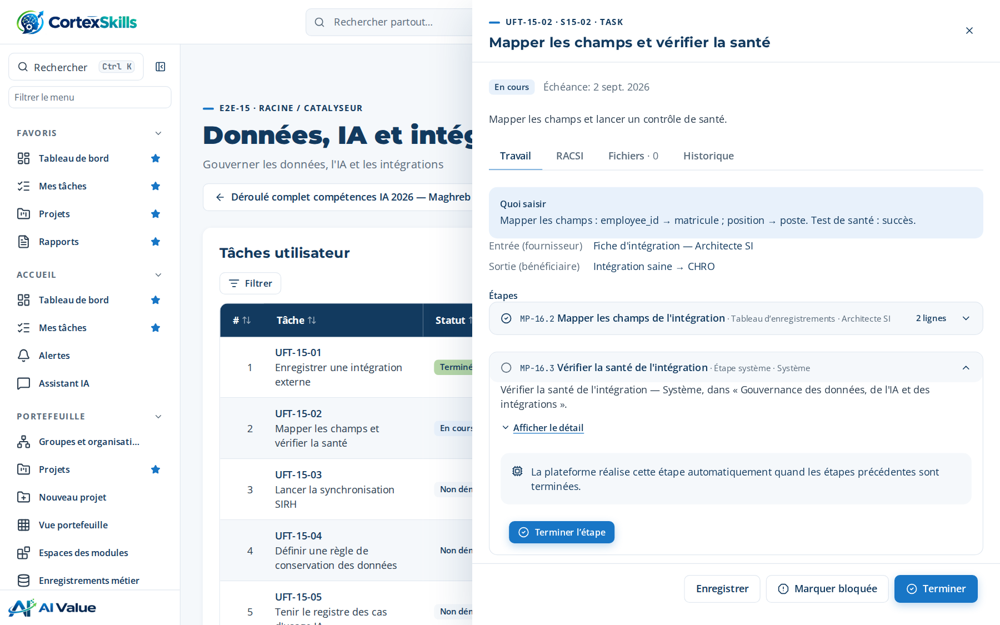 CortexSkills
Rechercher partout...
Rechercher Ctrl K
Filtrer le menu
FAVORIS
Tableau de bord
Mes tâches
Projets
Rapports
ACCUEIL
Tableau de bord
Mes tâches
Alertes
Assistant IA
PORTEFEUILLE
Groupes et organisati...
Projets
Nouveau projet
Vue portefeuille
Espaces des modules
Enregistrements métier
AI AI Value
E2E-15 · RACINE / CATALYSEUR
Données, IA et intég
Gouverner les données, l'IA et les intégrations
← Déroulé complet compétences IA 2026 — Maghreb
Tâches utilisateur
Filtrer
# Tâche Statut
1 UFT-15-01
Enregistrer une intégration
externe
Terminé
2 UFT-15-02
Mapper les champs et
vérifier la santé
En cours
3 UFT-15-03
Lancer la synchronisation
SIRH
Non dém
4 UFT-15-04
Définir une règle de
conservation des données
Non dém
5 UFT-15-05
Tenir le registre des cas
d'usage IA
Non dém
UFT-15-02 · S15-02 · TASK
Mapper les champs et vérifier la santé
En cours Échéance: 2 sept. 2026
Mapper les champs et lancer un contrôle de santé.
Travail RACSI Fichiers · 0 Historique
Quoi saisir
Mapper les champs : employee_id → matricule ; position → poste. Test de santé : succès.
Entrée (fournisseur) Fiche d'intégration — Architecte SI
Sortie (bénéficiaire) Intégration saine → CHRO
Étapes
MP-16.2 Mapper les champs de l'intégration · Tableau d’enregistrements · Architecte SI 2 lignes
MP-16.3 Vérifier la santé de l'intégration · Étape système · Système
Vérifier la santé de l'intégration — Système, dans « Gouvernance des données, de l'IA et des
intégrations ».
Afficher le détail
La plateforme réalise cette étape automatiquement quand les étapes précédentes sont
terminées.
Terminer l’étape
Enregistrer Marquer bloquée Terminer